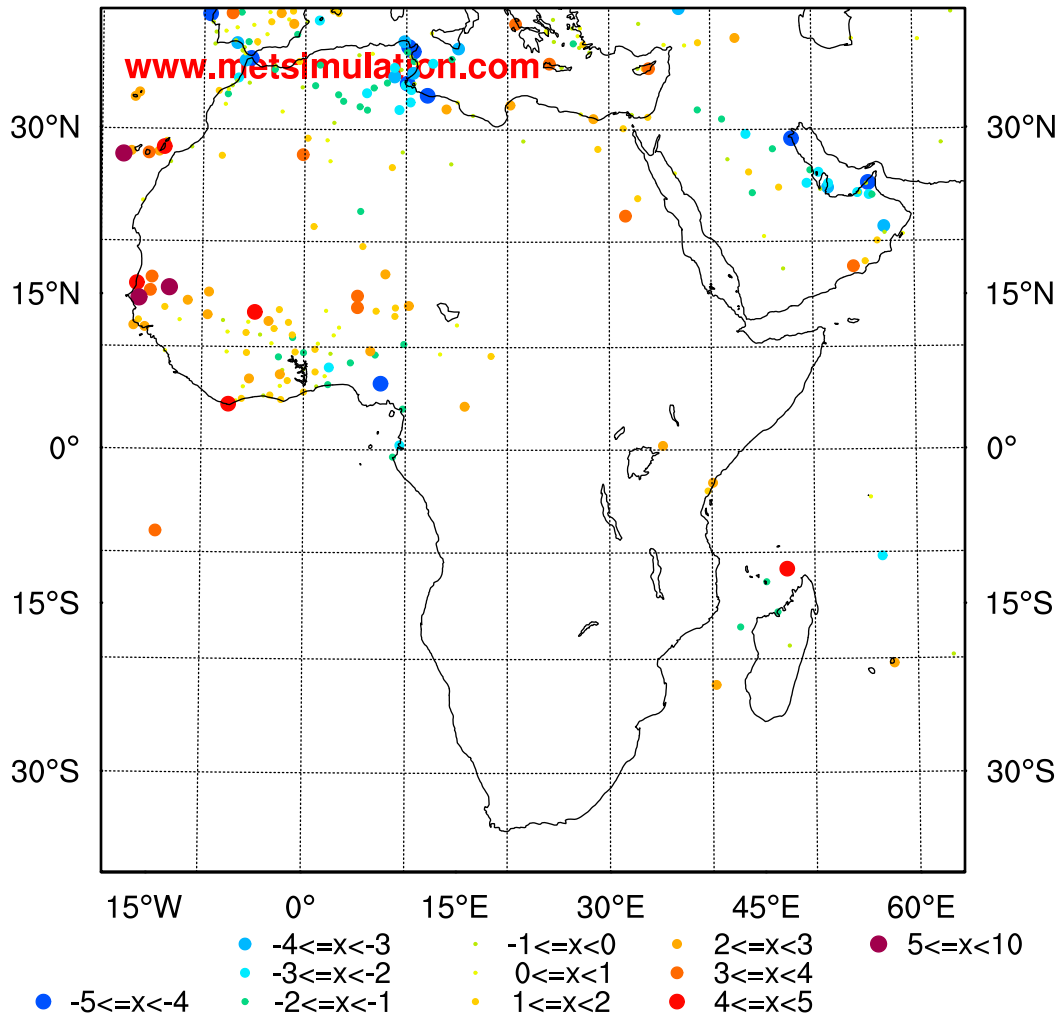 www.metsimulation.com
30°N 30°N
15°N 15°N
0° 0°
15°S 15°S
30°S 30°S
15°W 0° 15°E 30°E 45°E 60°E
-4<=x<-3 -1<=x<0 2<=x<3 5<=x<10
-3<=x<-2 0<=x<1 3<=x<4
-5<=x<-4 -2<=x<-1 1<=x<2 4<=x<5